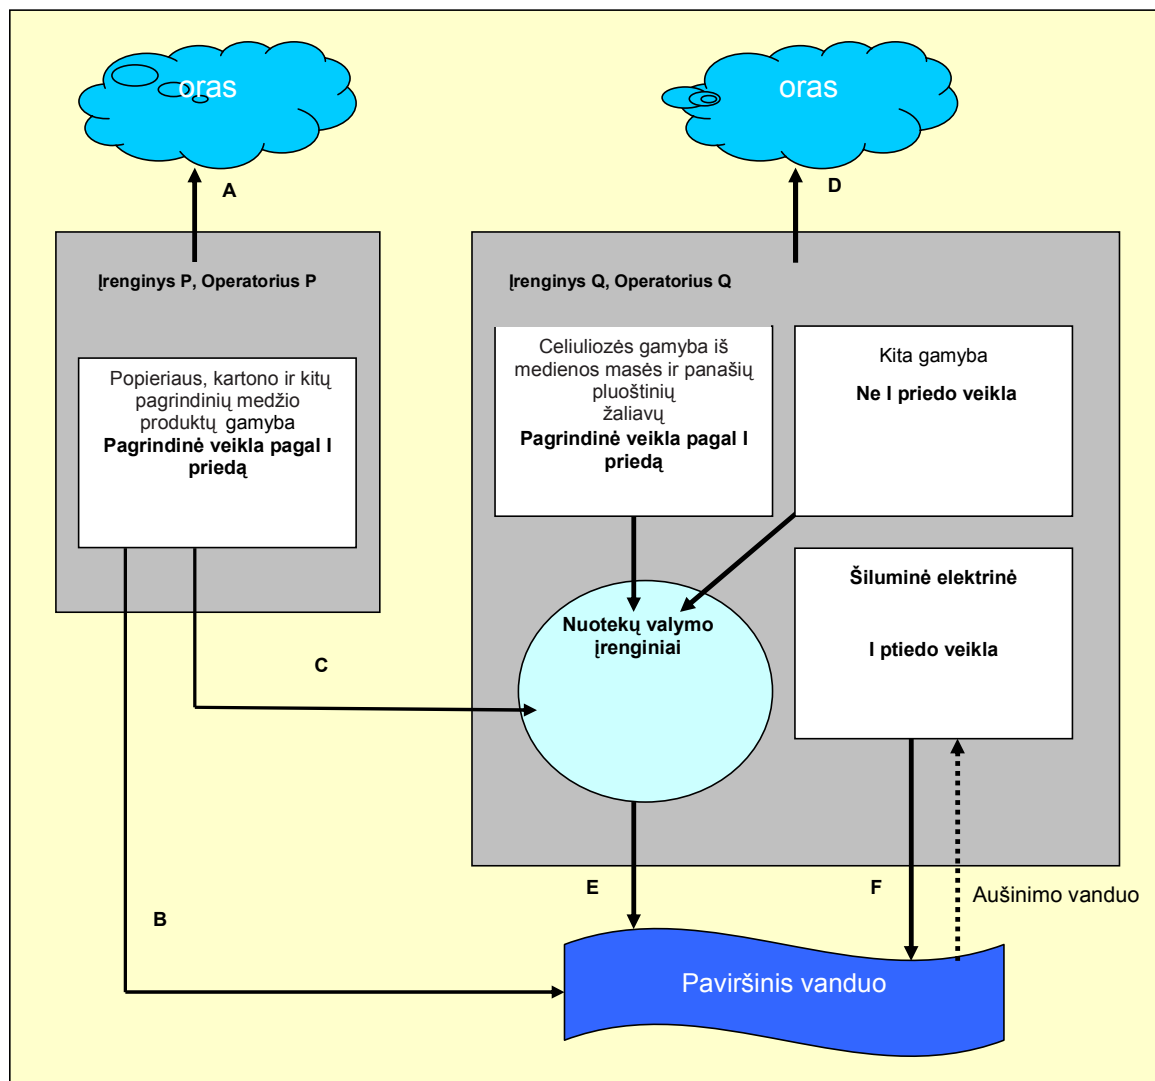 oras
oras
A
D
Įrenginys P, Operatorius P
Įrenginys Q, Operatorius Q
Popieriaus, kartono ir kitų
pagrindinių medžio
produktų gamyba
Pagrindinė veikla pagal I
priedą
Celiuliozės gamyba iš
medienos masės ir panašių
pluoštinių
žaliavų
Pagrindinė veikla pagal I
priedą
Kita gamyba
Ne I priedo veikla
Šiluminė elektrinė
I ptiedo veikla
Nuotekų valymo
įrenginiai
C
E
F
Aušinimo vanduo
B
Paviršinis vanduo